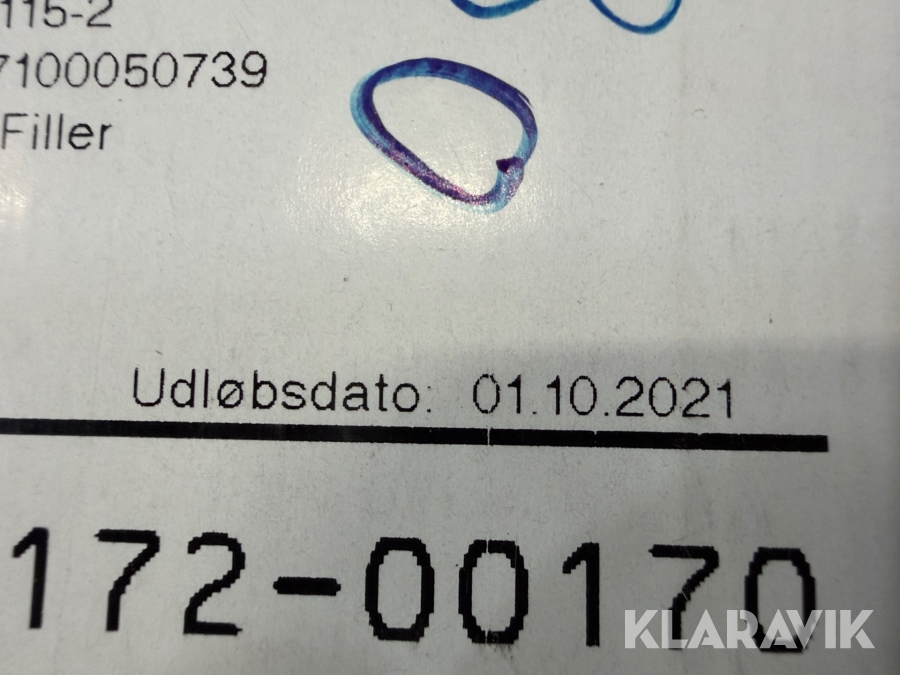 115-2
7100050739
Filler
Udløbsdato: 01.10.2021
172-00170
KLARAVIK